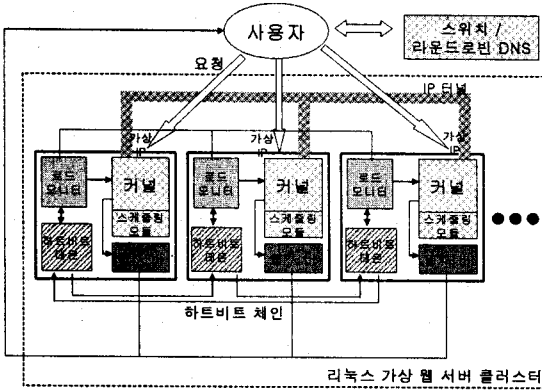 사용자
스위치 /
라운드로빈 DNS
요청
IP 터널
가상
IP
가상
IP
가상
IP
로드
모니터
커널
스케줄링
모듈
하트비트
데몬
로드
모니터
커널
스케줄링
모듈
하트비트
데몬
로드
모니터
커널
스케줄링
모듈
하트비트
데몬
하트비트 체인
리눅스 가상 웹 서버 클러스터